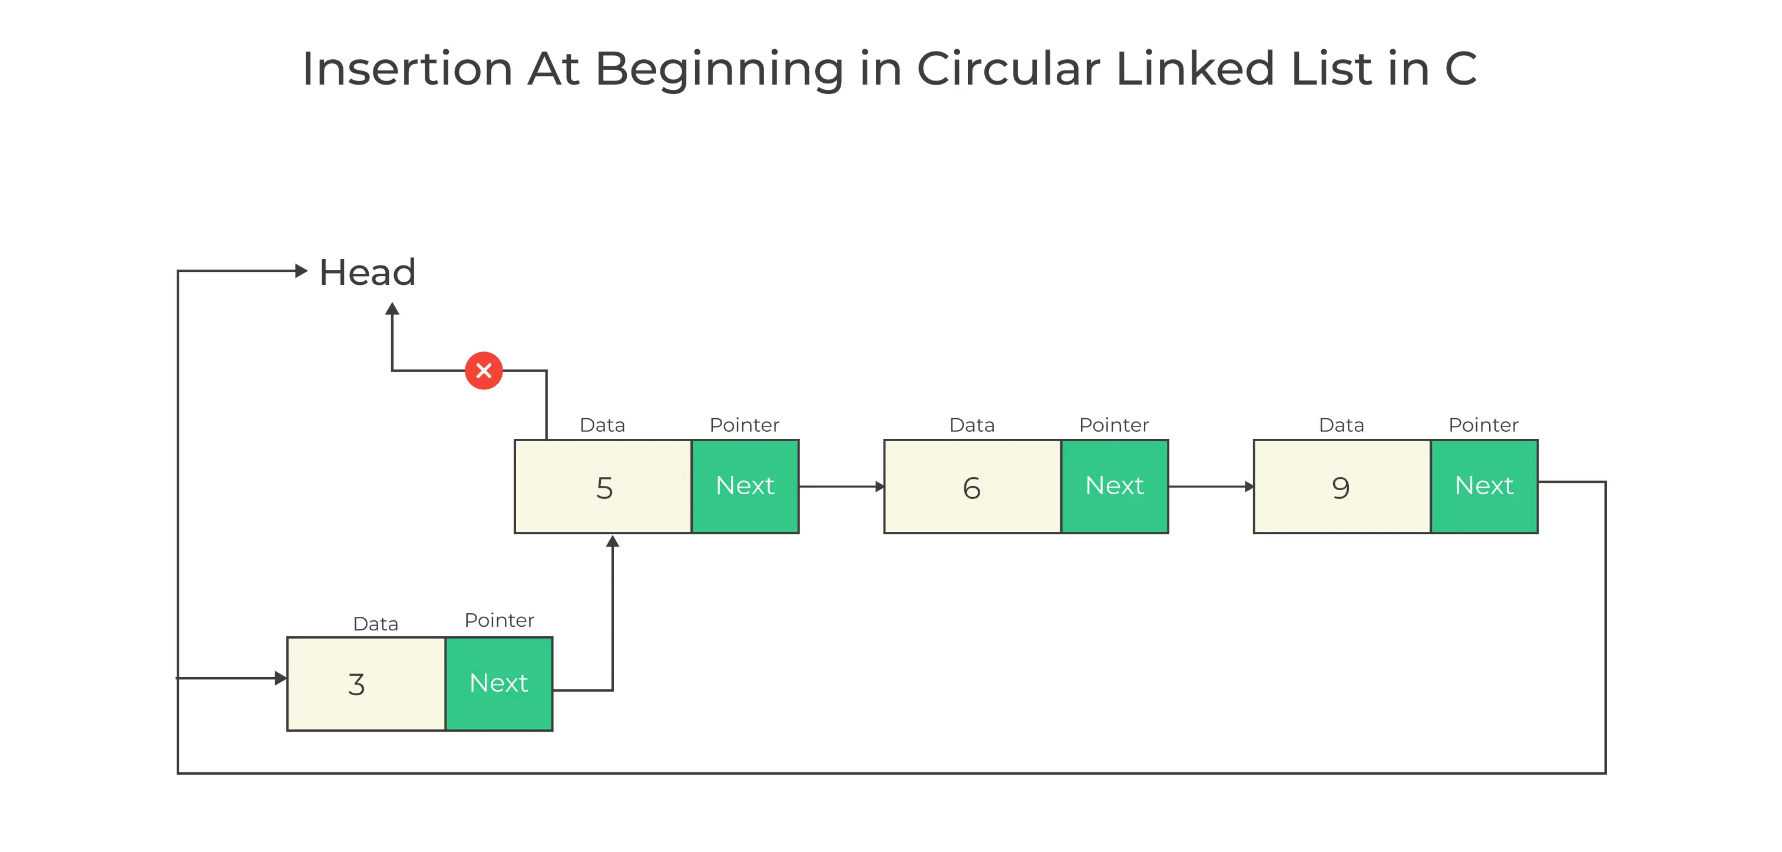 Insertion At Beginning in Circular Linked List in C
Head
Data Pointer Data Pointer Data Pointer
5 Next 6 Next 9 Next
Data Pointer
3 Next